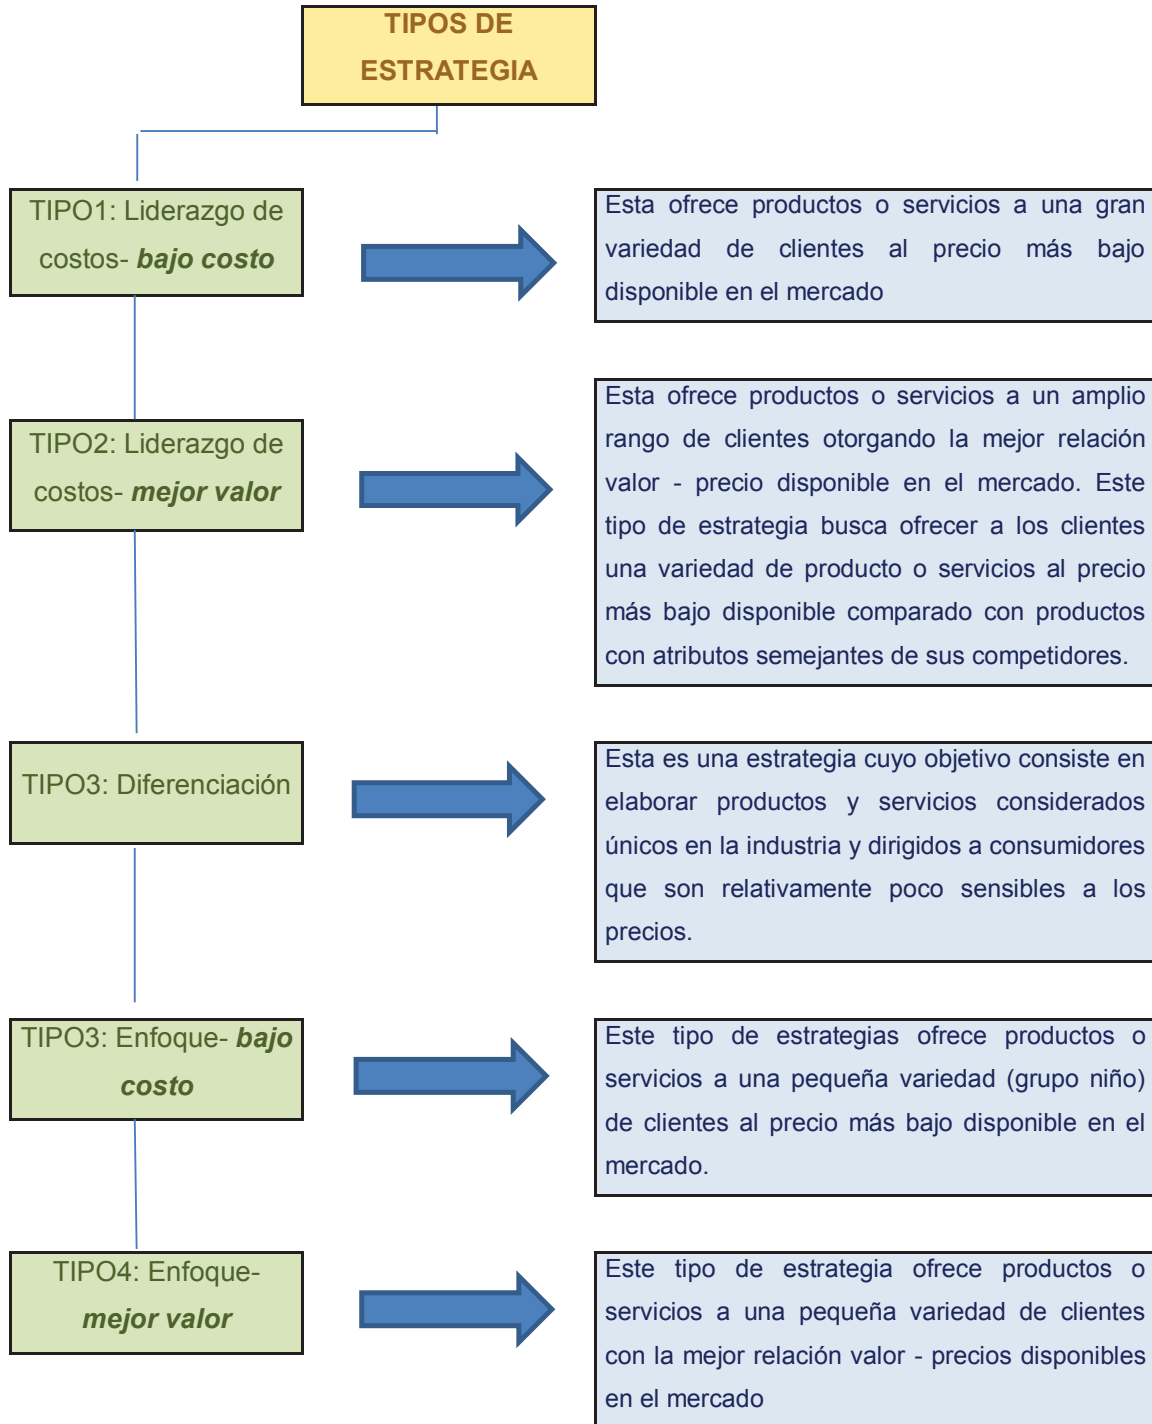 TIPOS DE
ESTRATEGIA
TIPO1: Liderazgo de
costos- bajo costo
Esta ofrece productos o servicios a una gran
variedad de clientes al precio más bajo
disponible en el mercado
TIPO2: Liderazgo de
costos- mejor valor
Esta ofrece productos o servicios a un amplio
rango de clientes otorgando la mejor relación
valor - precio disponible en el mercado. Este
tipo de estrategia busca ofrecer a los clientes
una variedad de producto o servicios al precio
más bajo disponible comparado con productos
con atributos semejantes de sus competidores.
TIPO3: Diferenciación
Esta es una estrategia cuyo objetivo consiste en
elaborar productos y servicios considerados
únicos en la industria y dirigidos a consumidores
que son relativamente poco sensibles a los
precios.
TIPO3: Enfoque- bajo
costo
Este tipo de estrategias ofrece productos o
servicios a una pequeña variedad (grupo niño)
de clientes al precio más bajo disponible en el
mercado.
TIPO4: Enfoque-
mejor valor
Este tipo de estrategia ofrece productos o
servicios a una pequeña variedad de clientes
con la mejor relación valor - precios disponibles
en el mercado